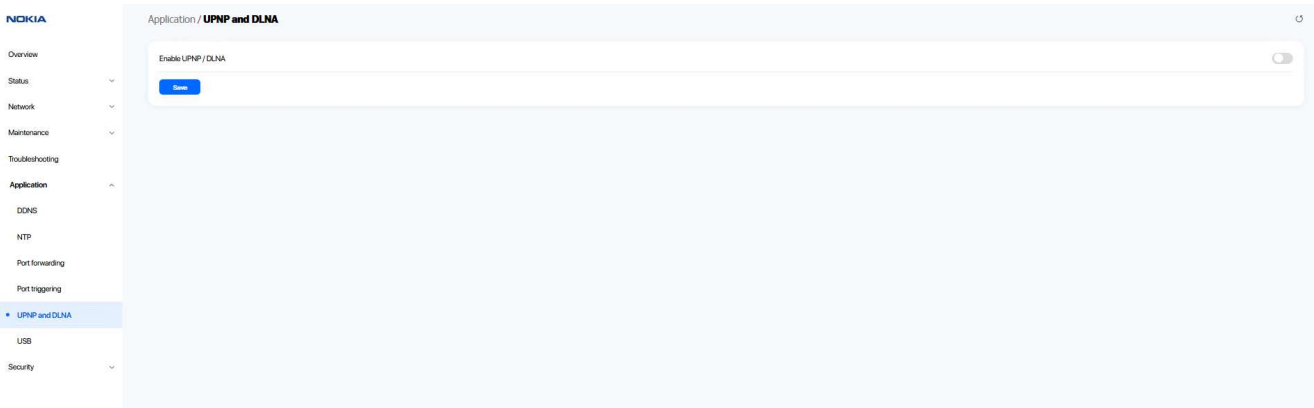 NOKIA
Application / UPNP and DLNA
Overview
Enable UPNP / DLNA
Status
Save
Network
Maintenance
Troubleshooting
Application
DDNS
NTP
Port forwarding
Port triggering
UPNP and DLNA
USB
Security